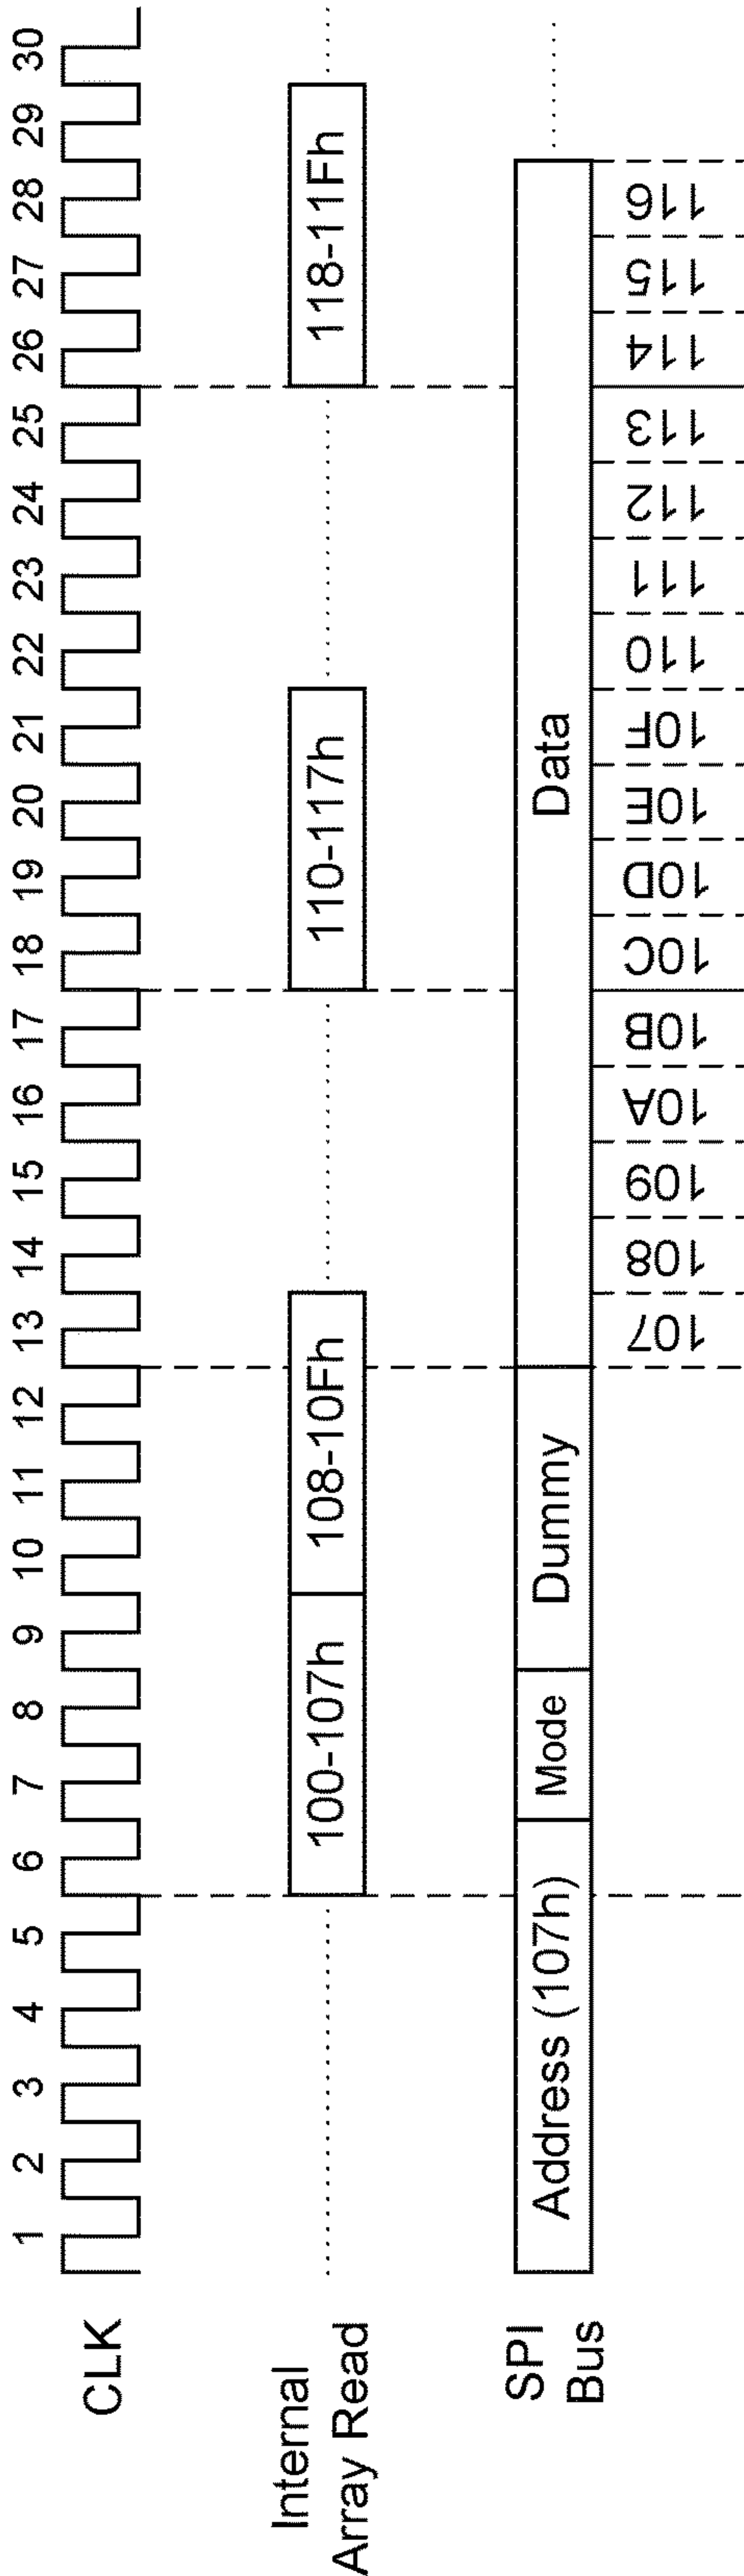 CLK 1 2 3 4 5 6 7 8 9 10 11 12 13 14 15 16 17 18 19 20 21 22 23 24 25 26 27 28 29 30
Internal
Array Read
100-107h 108-10Fh 110-117h 118-11Fh
SPI
Bus
Address (107h) Mode Dummy Data
107 108 109 10A 10B 10C 10D 10E 10F 110 111 112 113 114 115 116